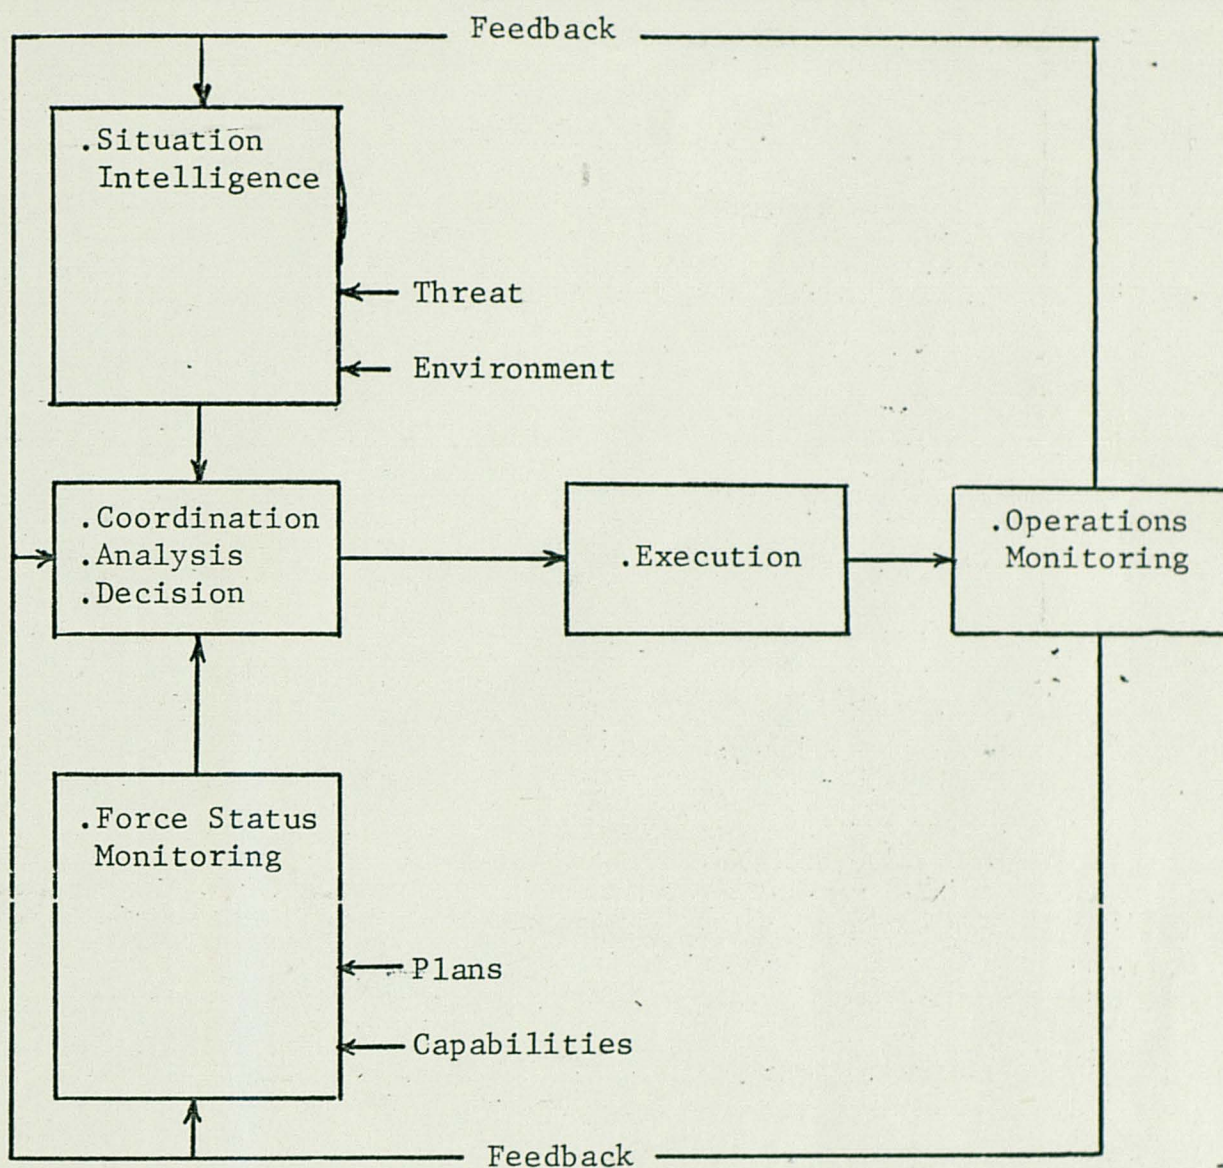 Feedback
.Situation
Intelligence
Threat
Environment
.Coordination
.Analysis
.Decision
.Execution
.Operations
Monitoring
.Force Status
Monitoring
Plans
Capabilities
Feedback